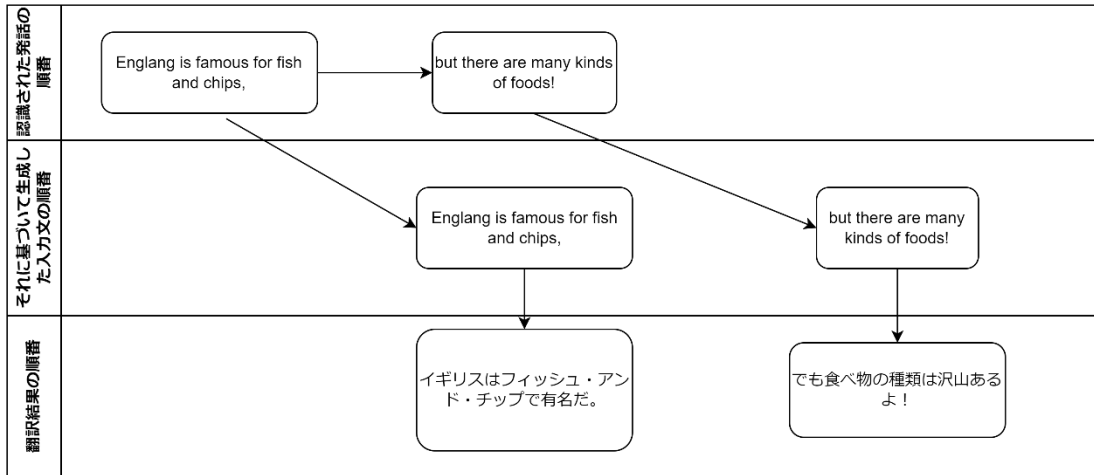 認識された発話の
順番
Englang is famous for fish
and chips,
but there are many kinds
of foods!
それに基づいて生成し
た入力文の順番
Englang is famous for fish
and chips,
but there are many
kinds of foods!
翻訳結果の順番
イギリスはフィッシュ・アン
ド・チップで有名だ。
でも食べ物の種類は沢山ある
よ！